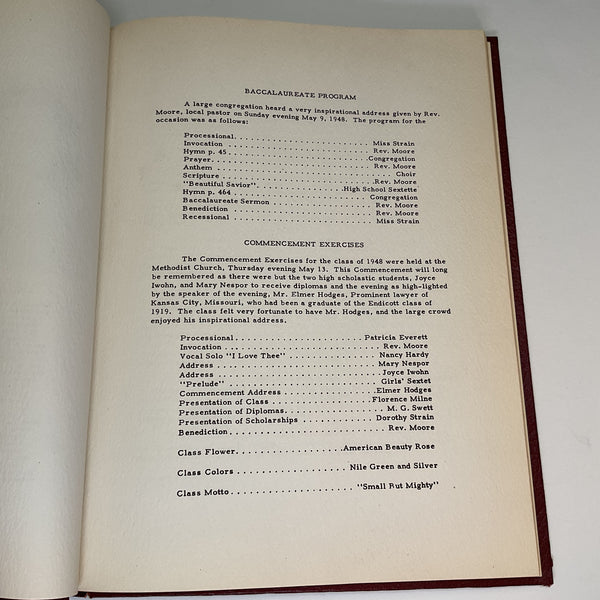 BACCALAUREATE PROGRAM
A large congregation heard a very inspirational address given by Rev.
Moore, local pastor on Sunday evening May 9, 1948. The program for the
occasion was as follows:
Processional. . . . . . . . . . . . . . . . . . . . . . . Miss Strain
Invocation . . . . . . . . . . . . . . . . . . . . . . . Rev. Moore
Hymn p. 45 . . . . . . . . . . . . . . . . . . . . . . .Congregation
Prayer. . . . . . . . . . . . . . . . . . . . . . . . . Rev. Moore
Anthem . . . . . . . . . . . . . . . . . . . . . . . . . Choir
Scripture . . . . . . . . . . . . . . . . . . . . . . . .Rev. Moore
"Beautiful Savior". . . . . . . . . . . . . .High School Sextette
Hymn p. 464 . . . . . . . . . . . . . . . . . . . . Congregation
Baccalaureate Sermon . . . . . . . . . . . . . . . Rev. Moore
Benediction . . . . . . . . . . . . . . . . . . . . . . Rev. Moore
Recessional . . . . . . . . . . . . . . . . . . . . . . Miss Strain
COMMENCEMENT EXERCISES
The Commencement Exercises for the class of 1948 were held at the
Methodist Church, Thursday evening May 13. This Commencement will long
be remembered as there were but the two high scholastic students, Joyce
Iwohn, and Mary Nespor to receive diplomas and the evening as high-lighted
by the speaker of the evening, Mr. Elmer Hodges, Prominent lawyer of
Kansas City, Missouri, who had been a graduate of the Endicott class of
1919. The class felt very fortunate to have Mr. Hodges, and the large crowd
enjoyed his inspirational address.
Processional. . . . . . . . . . . . . . . . . . . . Patricia Everett
Invocation . . . . . . . . . . . . . . . . . . . . . . Rev. Moore
Vocal Solo "I Love Thee" . . . . . . . . . . . . . Nancy Hardy
Address . . . . . . . . . . . . . . . . . . . . . . . Mary Nespor
Address . . . . . . . . . . . . . . . . . . . . . . . Joyce Iwohn
"Prelude" . . . . . . . . . . . . . . . . . . . . . Girls' Sextet
Commencement Address . . . . . . . . . . . . . .Elmer Hodges
Presentation of Class . . . . . . . . . . . . . . Florence Milne
Presentation of Diplomas. . . . . . . . . . . . . . M. G. Swett
Presentation of Scholarships . . . . . . . . . . . Dorothy Strain
Benediction. . . . . . . . . . . . . . . . . . . . . . Rev. Moore
Class Flower. . . . . . . . . . . . . . .American Beauty Rose
Class Colors . . . . . . . . . . . . . . . Nile Green and Silver
Class Motto. . . . . . . . . . . . . . . . . "Small But Mighty"